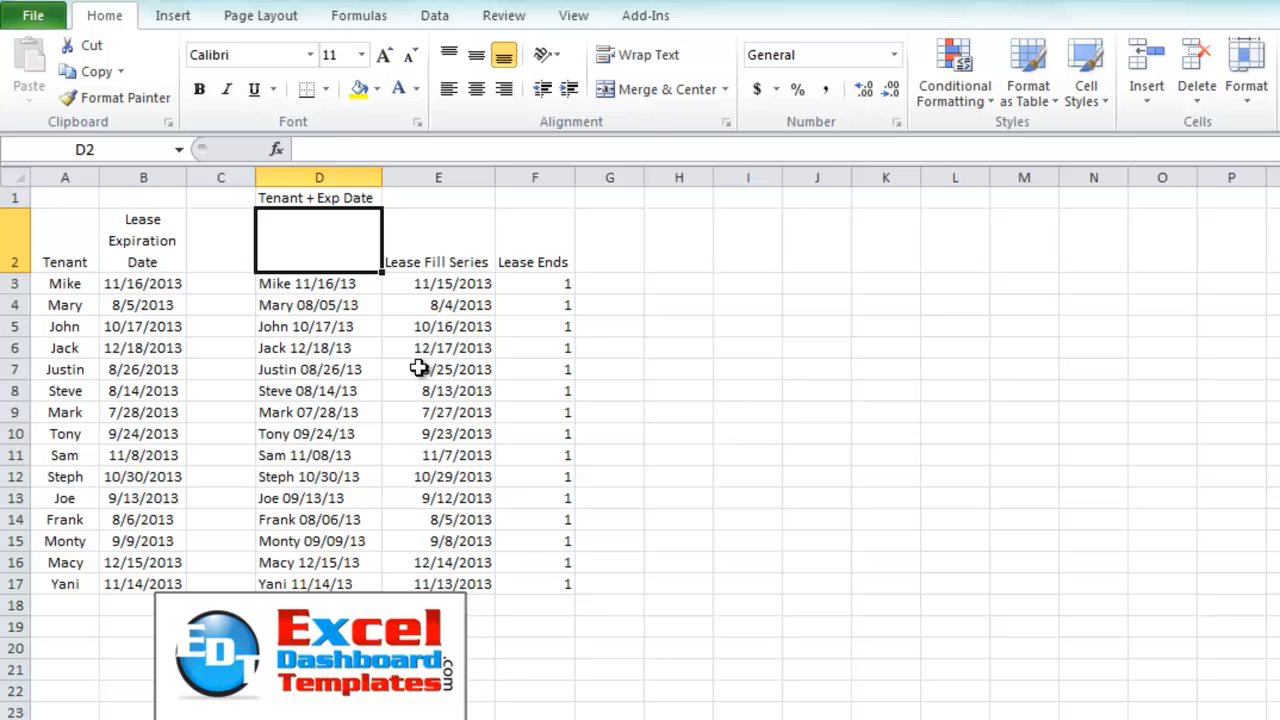 File Home Insert Page Layout Formulas Data Review View Add-Ins
Paste Cut Copy Format Painter Clipboard
Calibri 11 A A B I U A Font
Wrap Text Merge & Center Alignment
General $ % , .0 .00 .00 .0 Number
Conditional Formatting Format as Table Cell Styles Styles
Insert Delete Format Cells
D2 fx
A B C D E F G H I J K L M N O P
1 Tenant + Exp Date
2 Tenant Lease Expiration Date Lease Fill Series Lease Ends
3 Mike 11/16/2013 Mike 11/16/13 11/15/2013 1
4 Mary 8/5/2013 Mary 08/05/13 8/4/2013 1
5 John 10/17/2013 John 10/17/13 10/16/2013 1
6 Jack 12/18/2013 Jack 12/18/13 12/17/2013 1
7 Justin 8/26/2013 Justin 08/26/13 /25/2013 1
8 Steve 8/14/2013 Steve 08/14/13 8/13/2013 1
9 Mark 7/28/2013 Mark 07/28/13 7/27/2013 1
10 Tony 9/24/2013 Tony 09/24/13 9/23/2013 1
11 Sam 11/8/2013 Sam 11/08/13 11/7/2013 1
12 Steph 10/30/2013 Steph 10/30/13 10/29/2013 1
13 Joe 9/13/2013 Joe 09/13/13 9/12/2013 1
14 Frank 8/6/2013 Frank 08/06/13 8/5/2013 1
15 Monty 9/9/2013 Monty 09/09/13 9/8/2013 1
16 Macy 12/15/2013 Macy 12/15/13 12/14/2013 1
17 Yani 11/14/2013 Yani 11/14/13 11/13/2013 1
18
19
20
21
22
23
EDT Excel
Dashboard
Templates .com